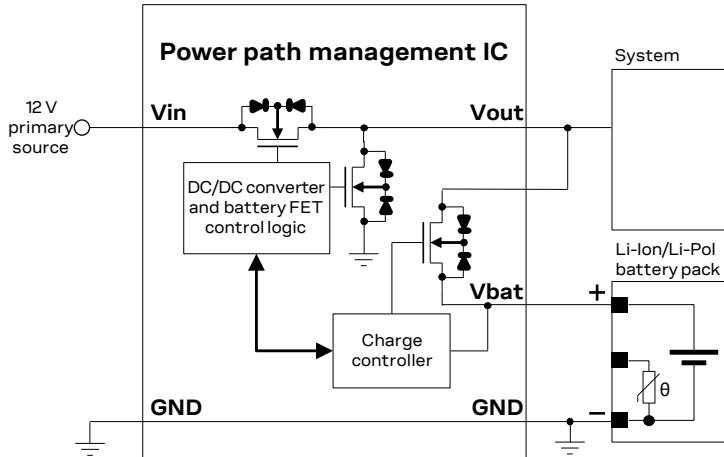 Power path management IC
System
12 V
primary
source
Vin
Vout
DC/DC converter
and battery FET
control logic
Li-Ion/Li-Pol
battery pack
Vbat
+
Charge
controller
θ
GND
GND
−